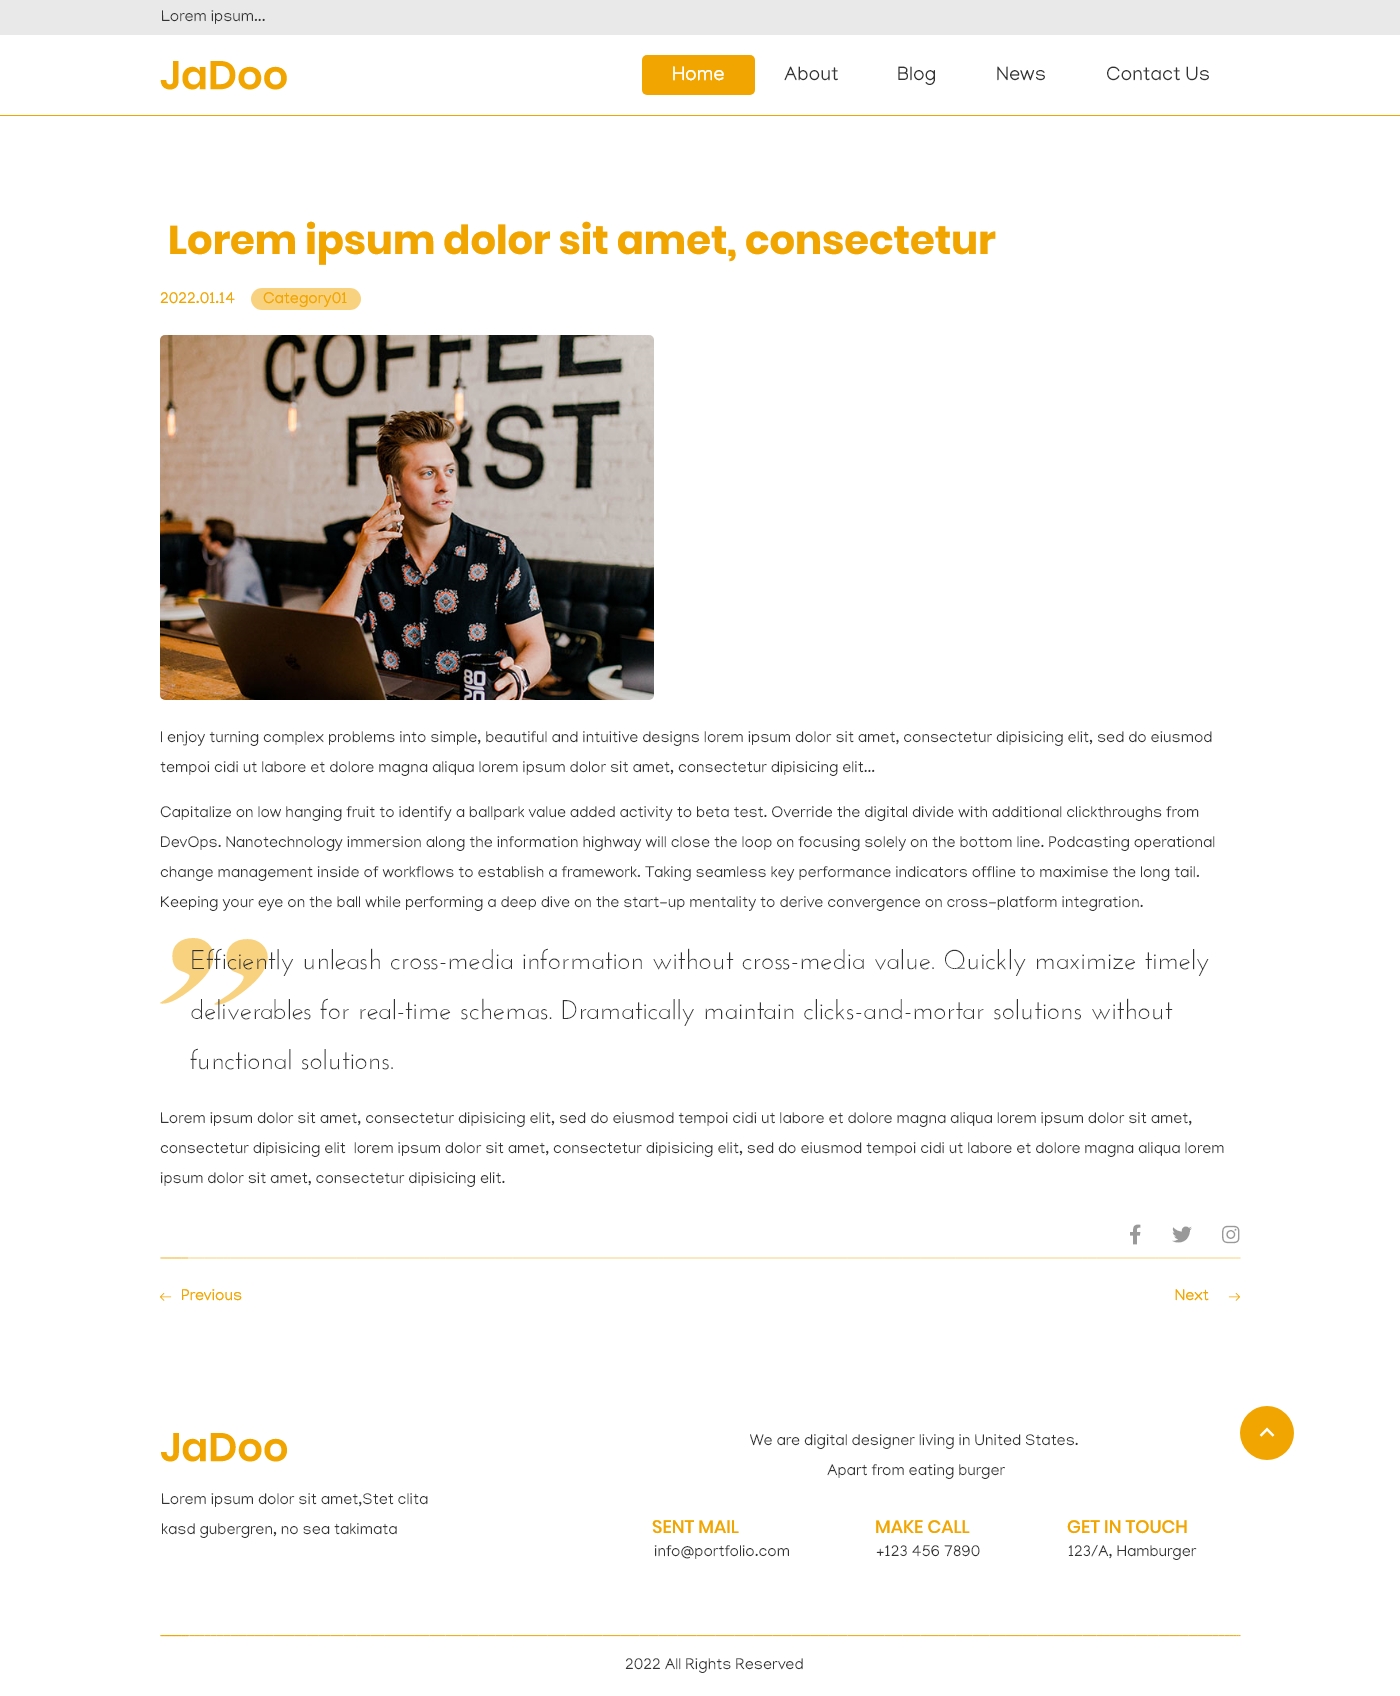 Lorem ipsum...
JaDoo
Home About Blog News Contact Us
Lorem ipsum dolor sit amet, consectetur
2022.01.14 Category01
COFFEE
FIRST
80
20
I enjoy turning complex problems into simple, beautiful and intuitive designs lorem ipsum dolor sit amet, consectetur dipisicing elit, sed do eiusmod
tempoi cidi ut labore et dolore magna aliqua lorem ipsum dolor sit amet, consectetur dipisicing elit...
Capitalize on low hanging fruit to identify a ballpark value added activity to beta test. Override the digital divide with additional clickthroughs from
DevOps. Nanotechnology immersion along the information highway will close the loop on focusing solely on the bottom line. Podcasting operational
change management inside of workflows to establish a framework. Taking seamless key performance indicators offline to maximise the long tail.
Keeping your eye on the ball while performing a deep dive on the start-up mentality to derive convergence on cross-platform integration.
Efficiently unleash cross-media information without cross-media value. Quickly maximize timely
deliverables for real-time schemas. Dramatically maintain clicks-and-mortar solutions without
functional solutions.
Lorem ipsum dolor sit amet, consectetur dipisicing elit, sed do eiusmod tempoi cidi ut labore et dolore magna aliqua lorem ipsum dolor sit amet,
consectetur dipisicing elit lorem ipsum dolor sit amet, consectetur dipisicing elit, sed do eiusmod tempoi cidi ut labore et dolore magna aliqua lorem
ipsum dolor sit amet, consectetur dipisicing elit.
← Previous
Next →
JaDoo
Lorem ipsum dolor sit amet,Stet clita
kasd gubergren, no sea takimata
We are digital designer living in United States.
Apart from eating burger
SENT MAIL
info@portfolio.com
MAKE CALL
+123 456 7890
GET IN TOUCH
123/A, Hamburger
2022 All Rights Reserved